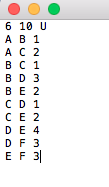 6 10 U
A B 1
A C 2
B C 1
B D 3
B E 2
C D 1
C E 2
D E 4
D F 3
E F 3